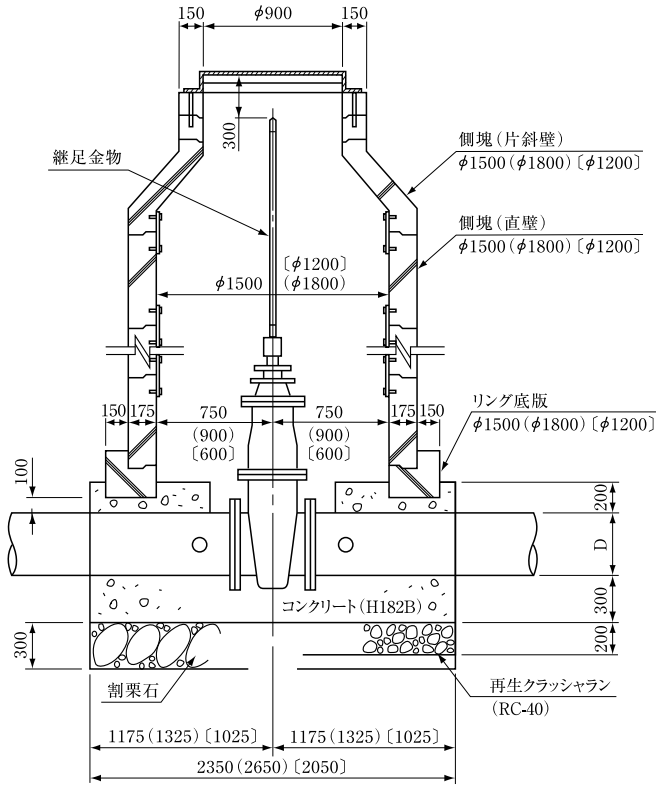 150 φ900 150
300
継足金物
側塊(片斜壁)
φ1500(φ1800)〔φ1200〕
側塊(直壁)
φ1500(φ1800)〔φ1200〕
〔φ1200〕
φ1500 (φ1800)
リング底版
φ1500(φ1800)〔φ1200〕
150 175 750 750 175 150
(900) (900)
〔600〕 〔600〕
100
200
D
300
200
コンクリート(H182B)
300
割栗石
再生クラッシャラン
(RC-40)
1175(1325)〔1025〕 1175(1325)〔1025〕
2350(2650)〔2050〕